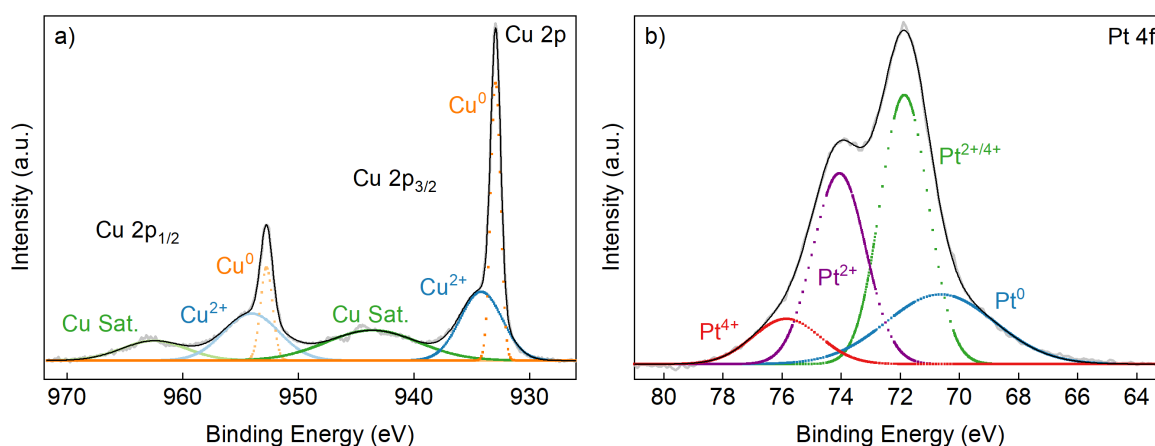 a)
Cu 2p
Cu⁰
Cu 2p₃/₂
Cu 2p₁/₂
Cu⁰
Cu²⁺
Cu²⁺
Cu Sat.
Cu Sat.
Intensity (a.u.)
970 960 950 940 930
Binding Energy (eV)
b)
Pt 4f
Pt²⁺/⁴⁺
Pt²⁺
Pt⁰
Pt⁴⁺
Intensity (a.u.)
80 78 76 74 72 70 68 66 64
Binding Energy (eV)